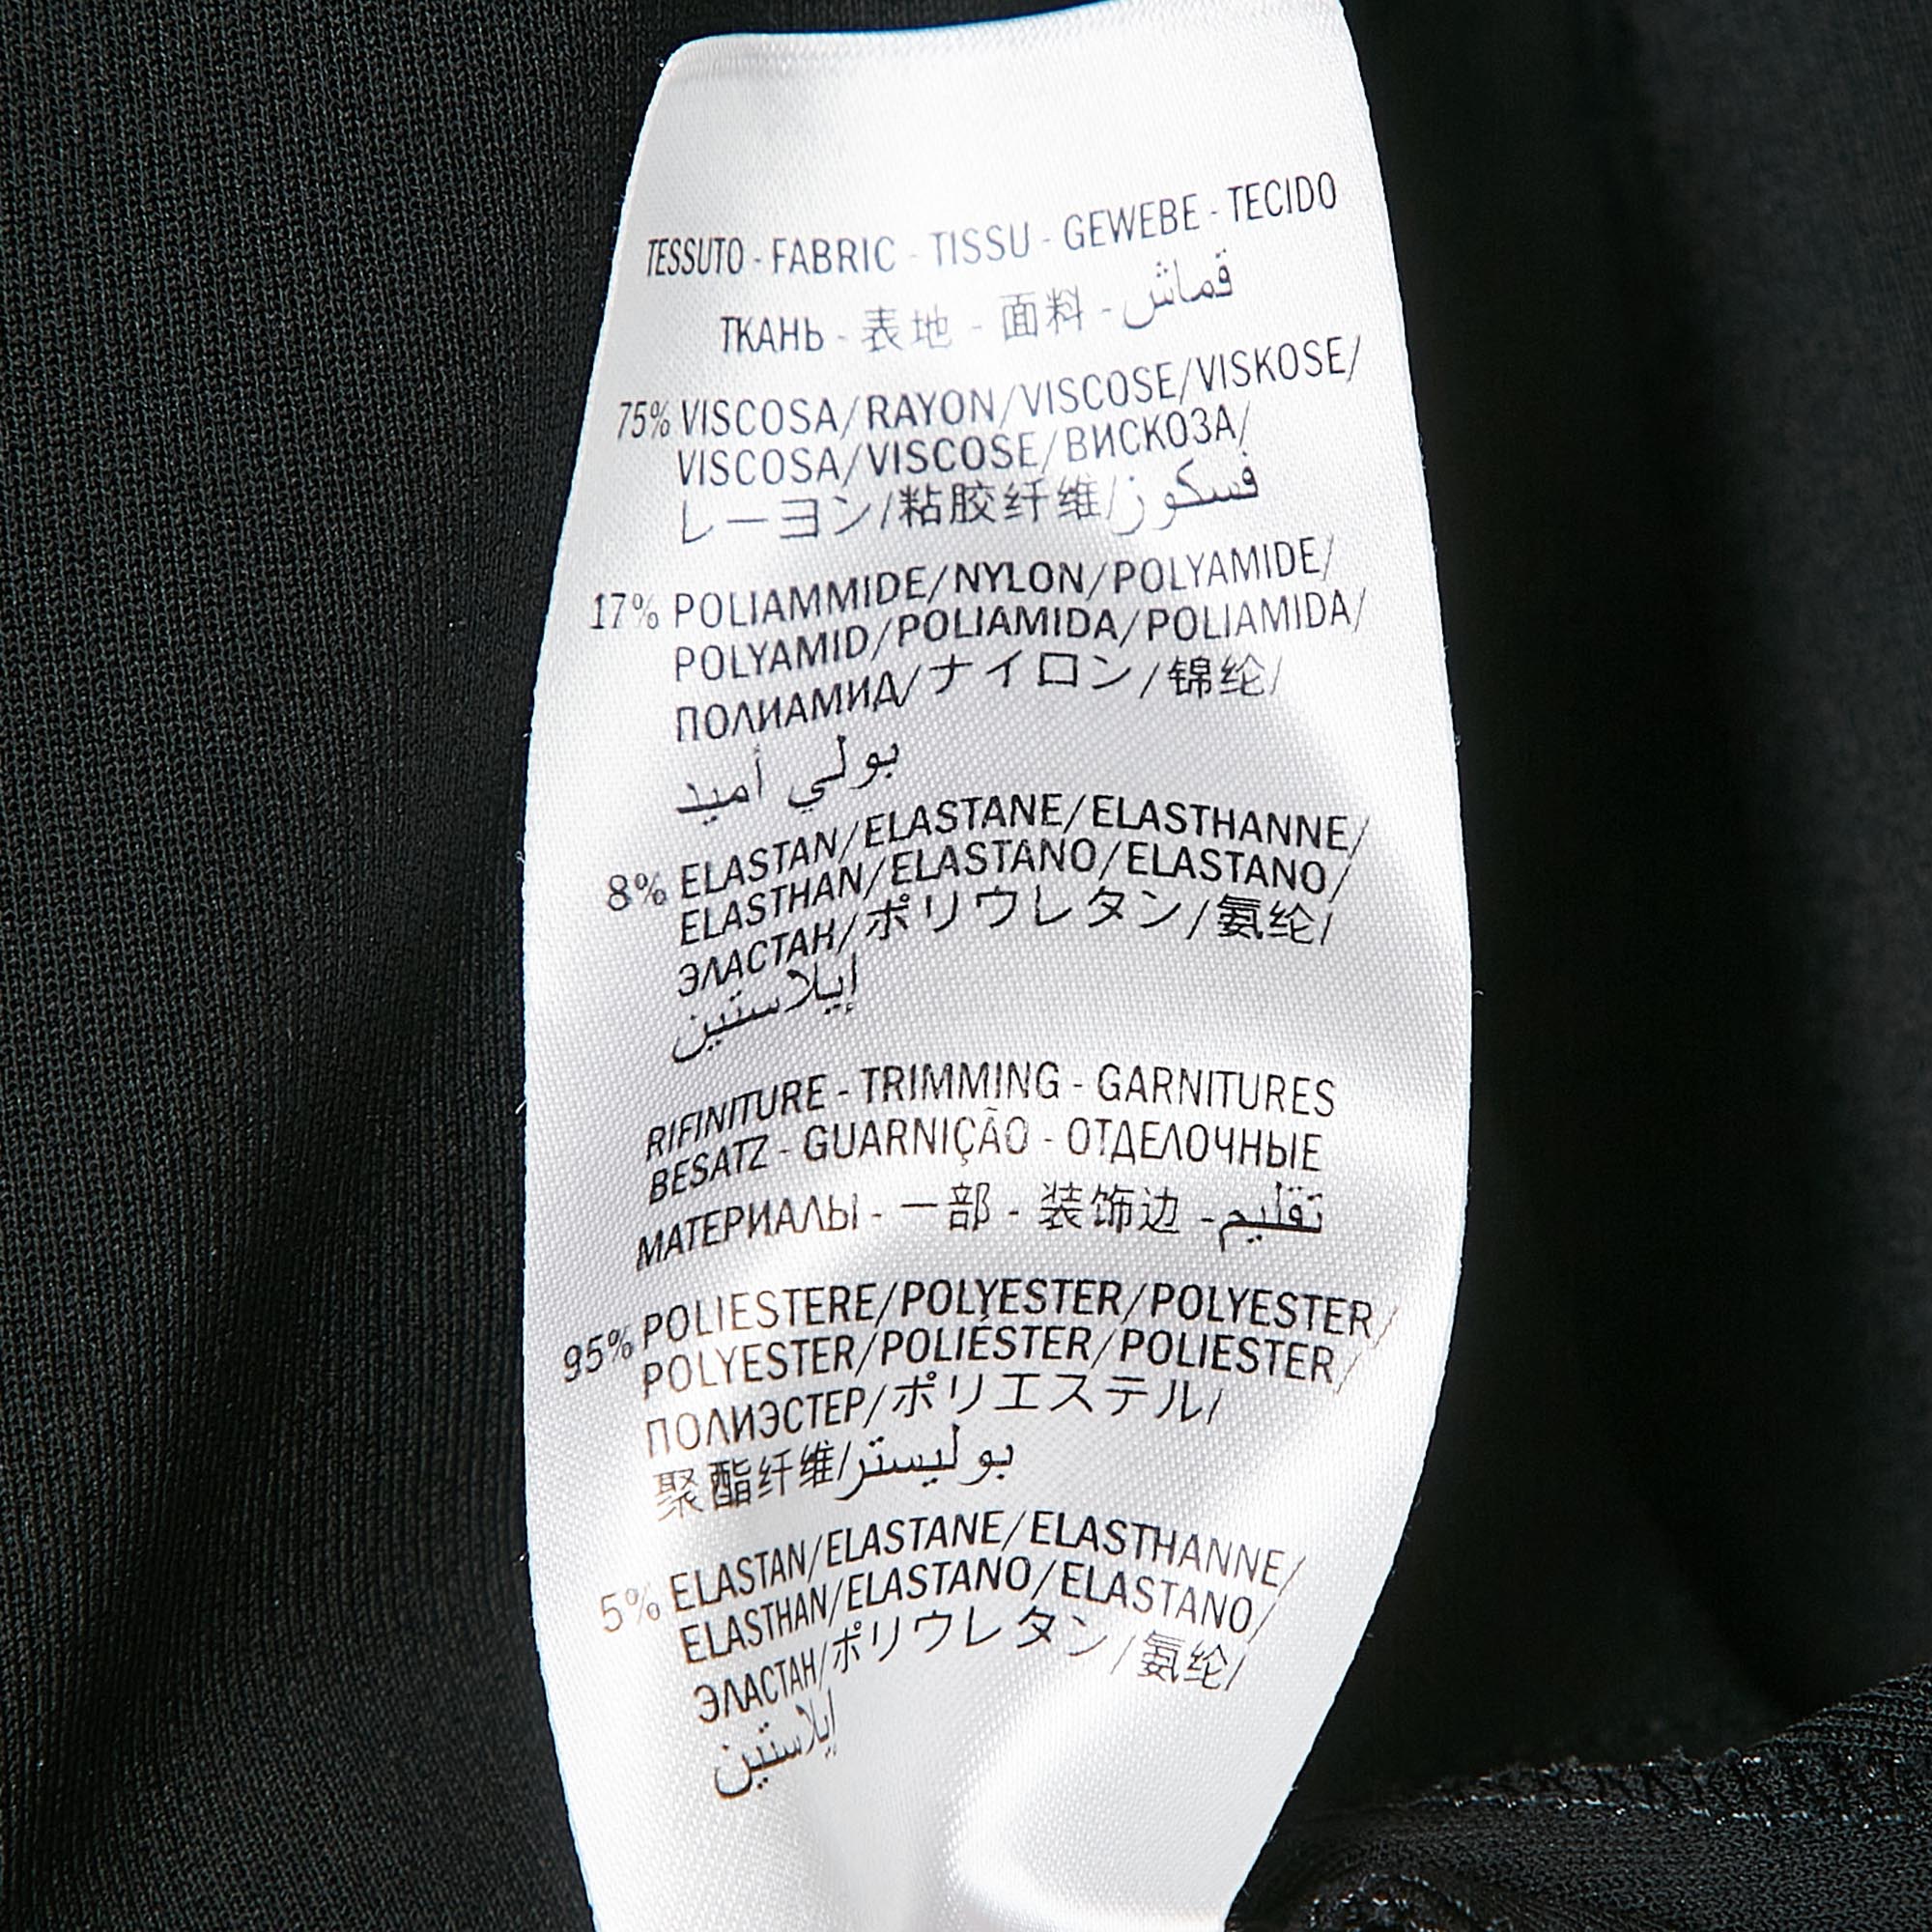 TESSUTO - FABRIC - TISSU - GEWEBE - TECIDO
ТКАНЬ - 表地 - 面料 - قماش
75% VISCOSA/RAYON/VISCOSE/VISKOSE/
VISCOSA/VISCOSE/ВИСКОЗА/
レーヨン/粘胶纤维/فسكوز
17% POLIAMMIDE/NYLON/POLYAMIDE/
POLYAMID/POLIAMIDA/POLIAMIDA/
ПОЛИАМИД/ナイロン/锦纶/
بولي أميد
8% ELASTAN/ELASTANE/ELASTHANNE/
ELASTHAN/ELASTANO/ELASTANO/
ЭЛАСТАН/ポリウレタン/氨纶/
إيلاستين
RIFINITURE - TRIMMING - GARNITURES
BESATZ - GUARNIÇÃO - ОТДЕЛОЧНЫЕ
МАТЕРИАЛЫ - 一部 - 装饰边 - تقليم
95% POLIESTERE/POLYESTER/POLYESTER/
POLYESTER/POLIÉSTER/POLIESTER/
ПОЛИЭСТЕР/ポリエステル/
聚酯纤维/بوليستر
5% ELASTAN/ELASTANE/ELASTHANNE/
ELASTHAN/ELASTANO/ELASTANO/
ЭЛАСТАН/ポリウレタン/氨纶/
إيلاستين